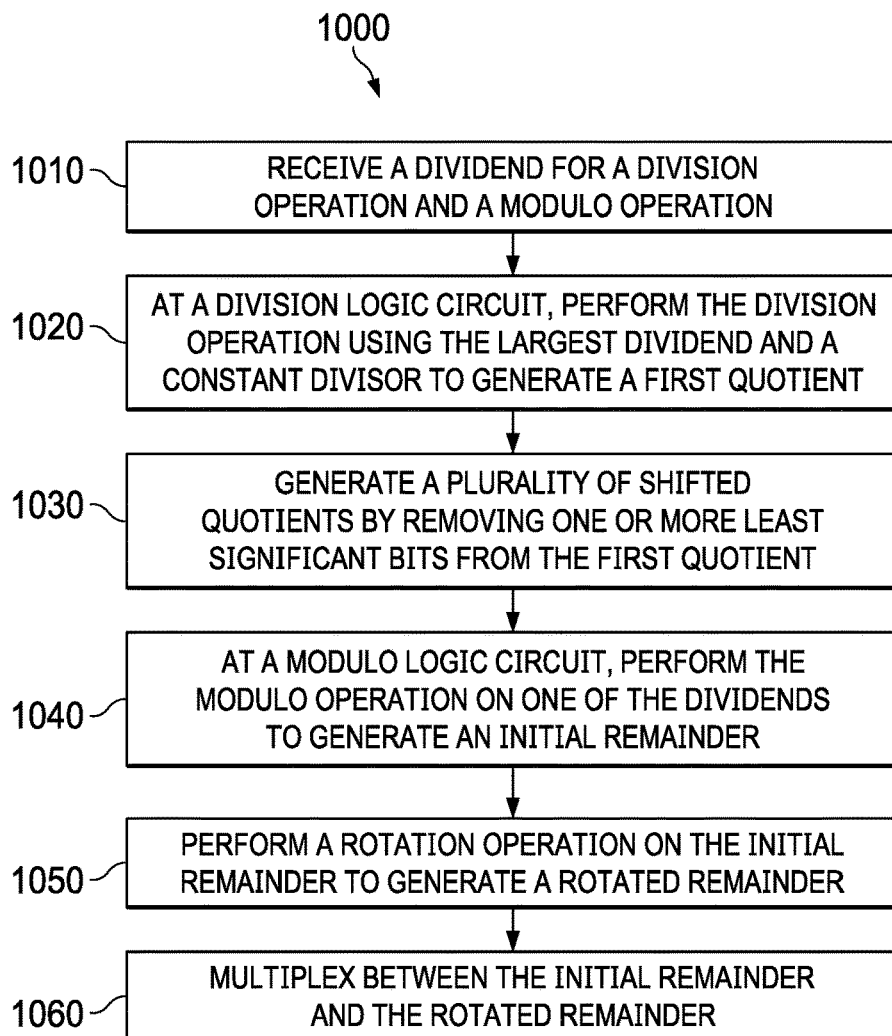 1000
1010
RECEIVE A DIVIDEND FOR A DIVISION
OPERATION AND A MODULO OPERATION
1020
AT A DIVISION LOGIC CIRCUIT, PERFORM THE DIVISION
OPERATION USING THE LARGEST DIVIDEND AND A
CONSTANT DIVISOR TO GENERATE A FIRST QUOTIENT
1030
GENERATE A PLURALITY OF SHIFTED
QUOTIENTS BY REMOVING ONE OR MORE LEAST
SIGNIFICANT BITS FROM THE FIRST QUOTIENT
1040
AT A MODULO LOGIC CIRCUIT, PERFORM THE
MODULO OPERATION ON ONE OF THE DIVIDENDS
TO GENERATE AN INITIAL REMAINDER
1050
PERFORM A ROTATION OPERATION ON THE INITIAL
REMAINDER TO GENERATE A ROTATED REMAINDER
1060
MULTIPLEX BETWEEN THE INITIAL REMAINDER
AND THE ROTATED REMAINDER